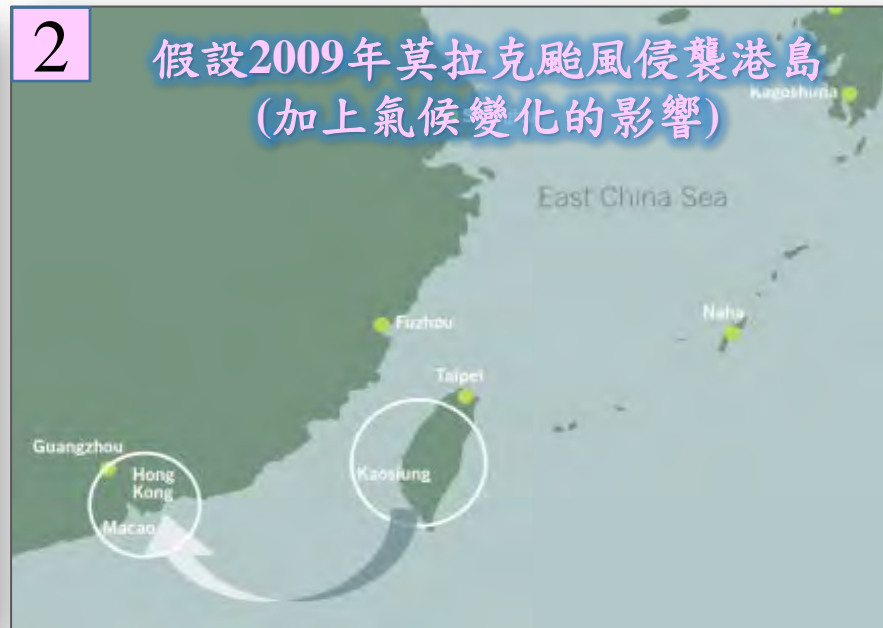 2
假設2009年莫拉克颱風侵襲港島
(加上氣候變化的影響)
Kagoshuna
East China Sea
Fuzhou
Naha
Taipei
Guangzhou
Hong
Kong
Kaosiung
Macao